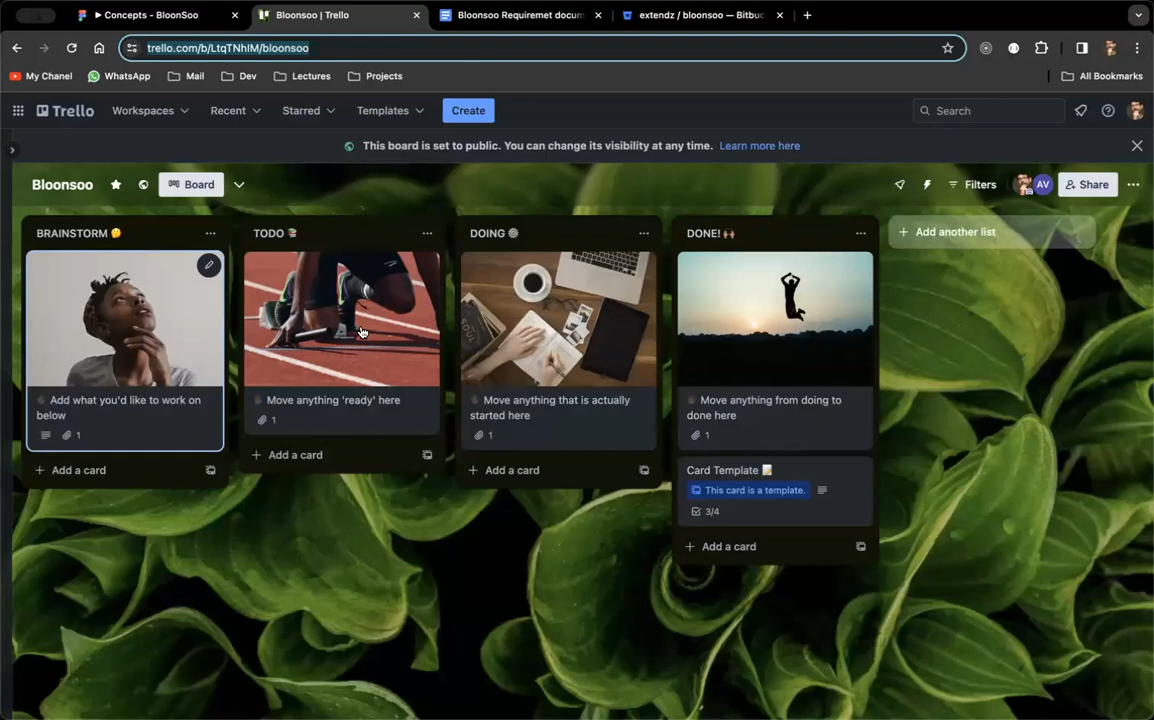 Concepts - BloonSoo
Bloonsoo | Trello
Bloonsoo Requiremet docum
extendz / bloonsoo — Bitbuc
trello.com/b/LtqTNhIM/bloonsoo
My Chanel
WhatsApp
Mail
Dev
Lectures
Projects
All Bookmarks
Trello
Workspaces
Recent
Starred
Templates
Create
Search
This board is set to public. You can change its visibility at any time. Learn more here
Bloonsoo
Board
Filters
AV
Share
BRAINSTORM 🤔
TODO 📚
DOING ⚙️
DONE! 🙌🏽
Add another list
Add what you'd like to work on
below
1
Add a card
Move anything 'ready' here
1
Add a card
Move anything that is actually
started here
1
Add a card
Move anything from doing to
done here
1
Card Template 📝
This card is a template.
3/4
Add a card